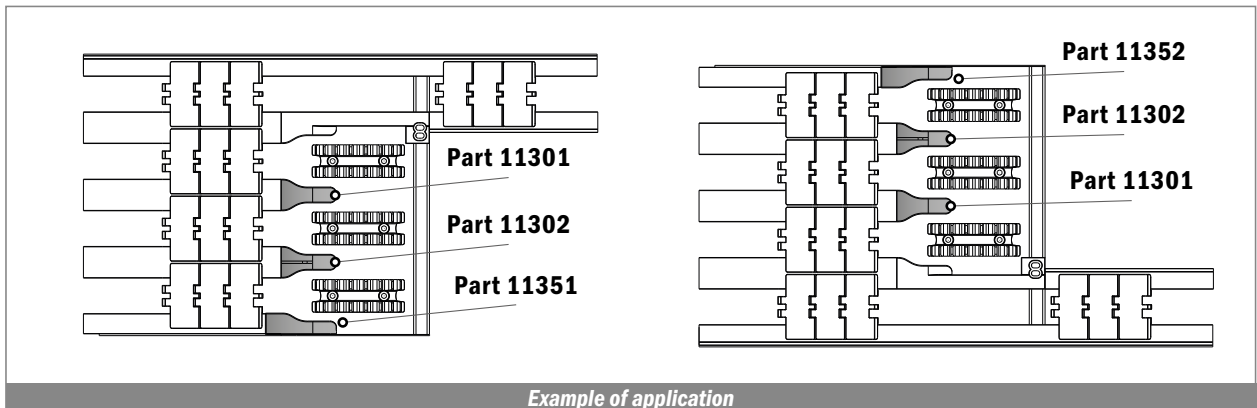 Part 11301
Part 11302
Part 11351
Part 11352
Part 11302
Part 11301
Example of application